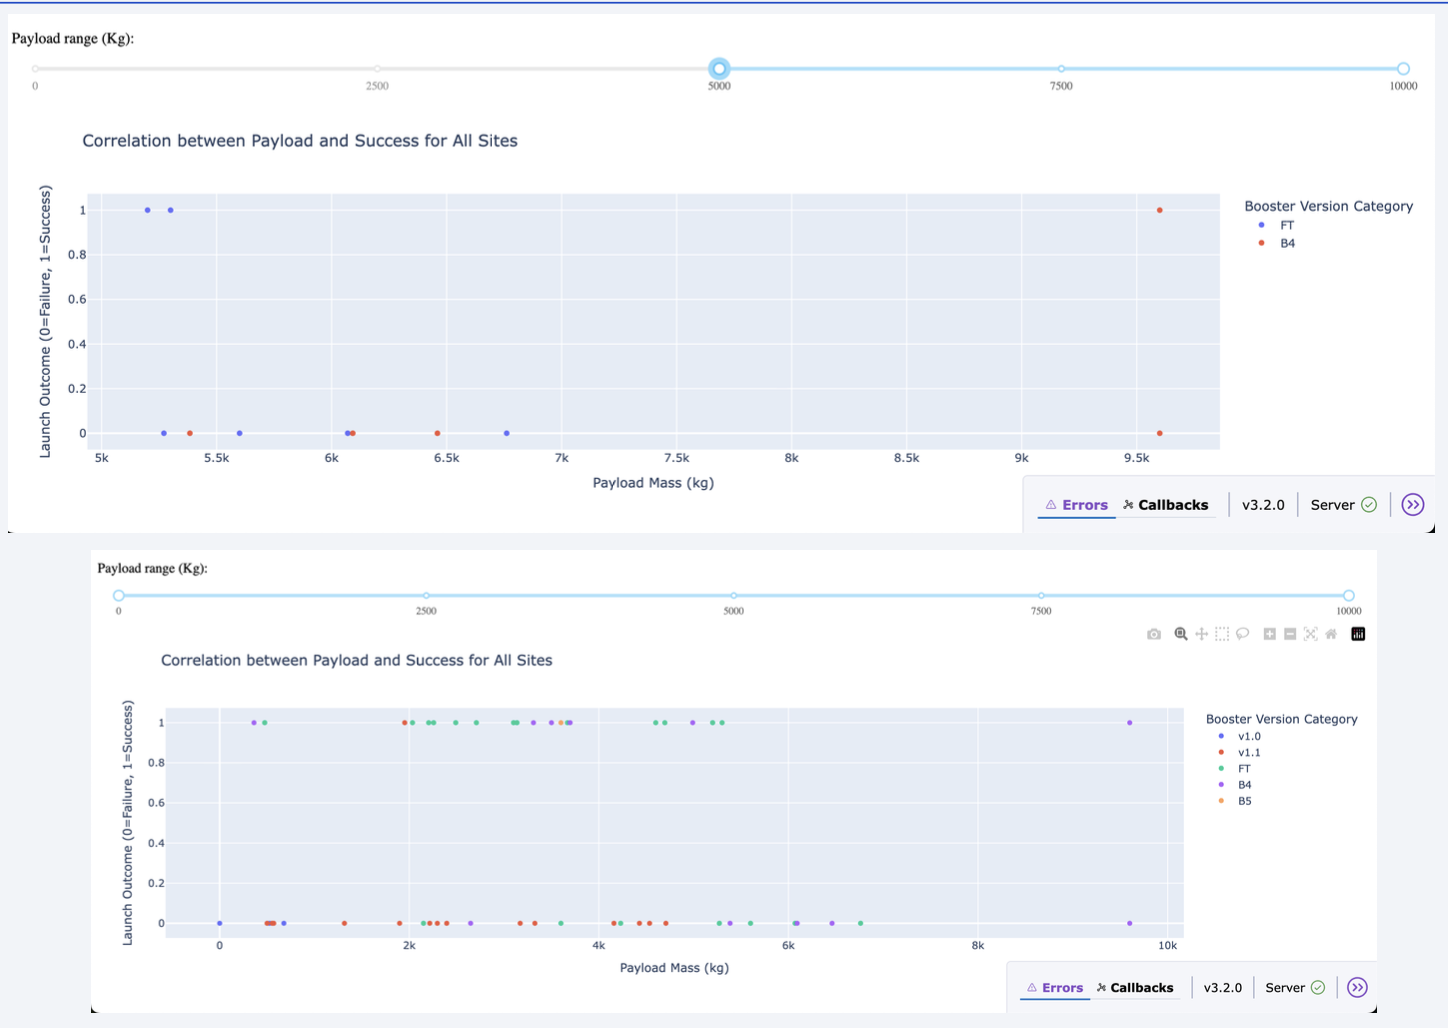 Payload range (Kg):
0 2500 5000 7500 10000
Correlation between Payload and Success for All Sites
Launch Outcome (0=Failure, 1=Success)
1
0.8
0.6
0.4
0.2
0
5k 5.5k 6k 6.5k 7k 7.5k 8k 8.5k 9k 9.5k
Payload Mass (kg)
Booster Version Category
FT
B4
Errors Callbacks v3.2.0 Server
Payload range (Kg):
0 2500 5000 7500 10000
Correlation between Payload and Success for All Sites
Launch Outcome (0=Failure, 1=Success)
1
0.8
0.6
0.4
0.2
0
0 2k 4k 6k 8k 10k
Payload Mass (kg)
Booster Version Category
v1.0
v1.1
FT
B4
B5
Errors Callbacks v3.2.0 Server